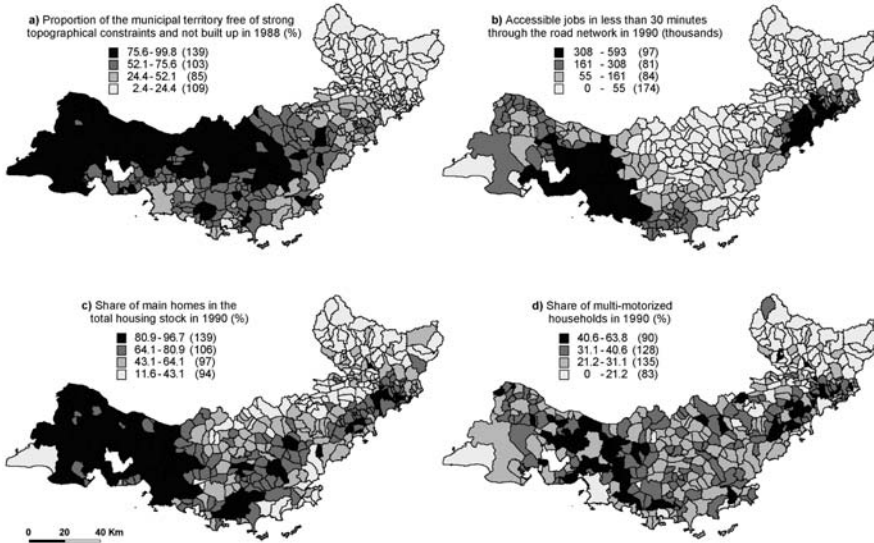 a) Proportion of the municipal territory free of strong
topographical constraints and not built up in 1988 (%)
75.6-99.8 (139)
52.1-75.6 (103)
24.4-52.1 (85)
2.4-24.4 (109)
b) Accessible jobs in less than 30 minutes
through the road network in 1990 (thousands)
308 - 593 (97)
161 - 308 (81)
55 - 161 (84)
0 - 55 (174)
c) Share of main homes in the
total housing stock in 1990 (%)
80.9-96.7 (139)
64.1-80.9 (106)
43.1-64.1 (97)
11.6-43.1 (94)
d) Share of multi-motorized
households in 1990 (%)
40.6-63.8 (90)
31.1-40.6 (128)
21.2-31.1 (135)
0 -21.2 (83)
0 20 40 Km